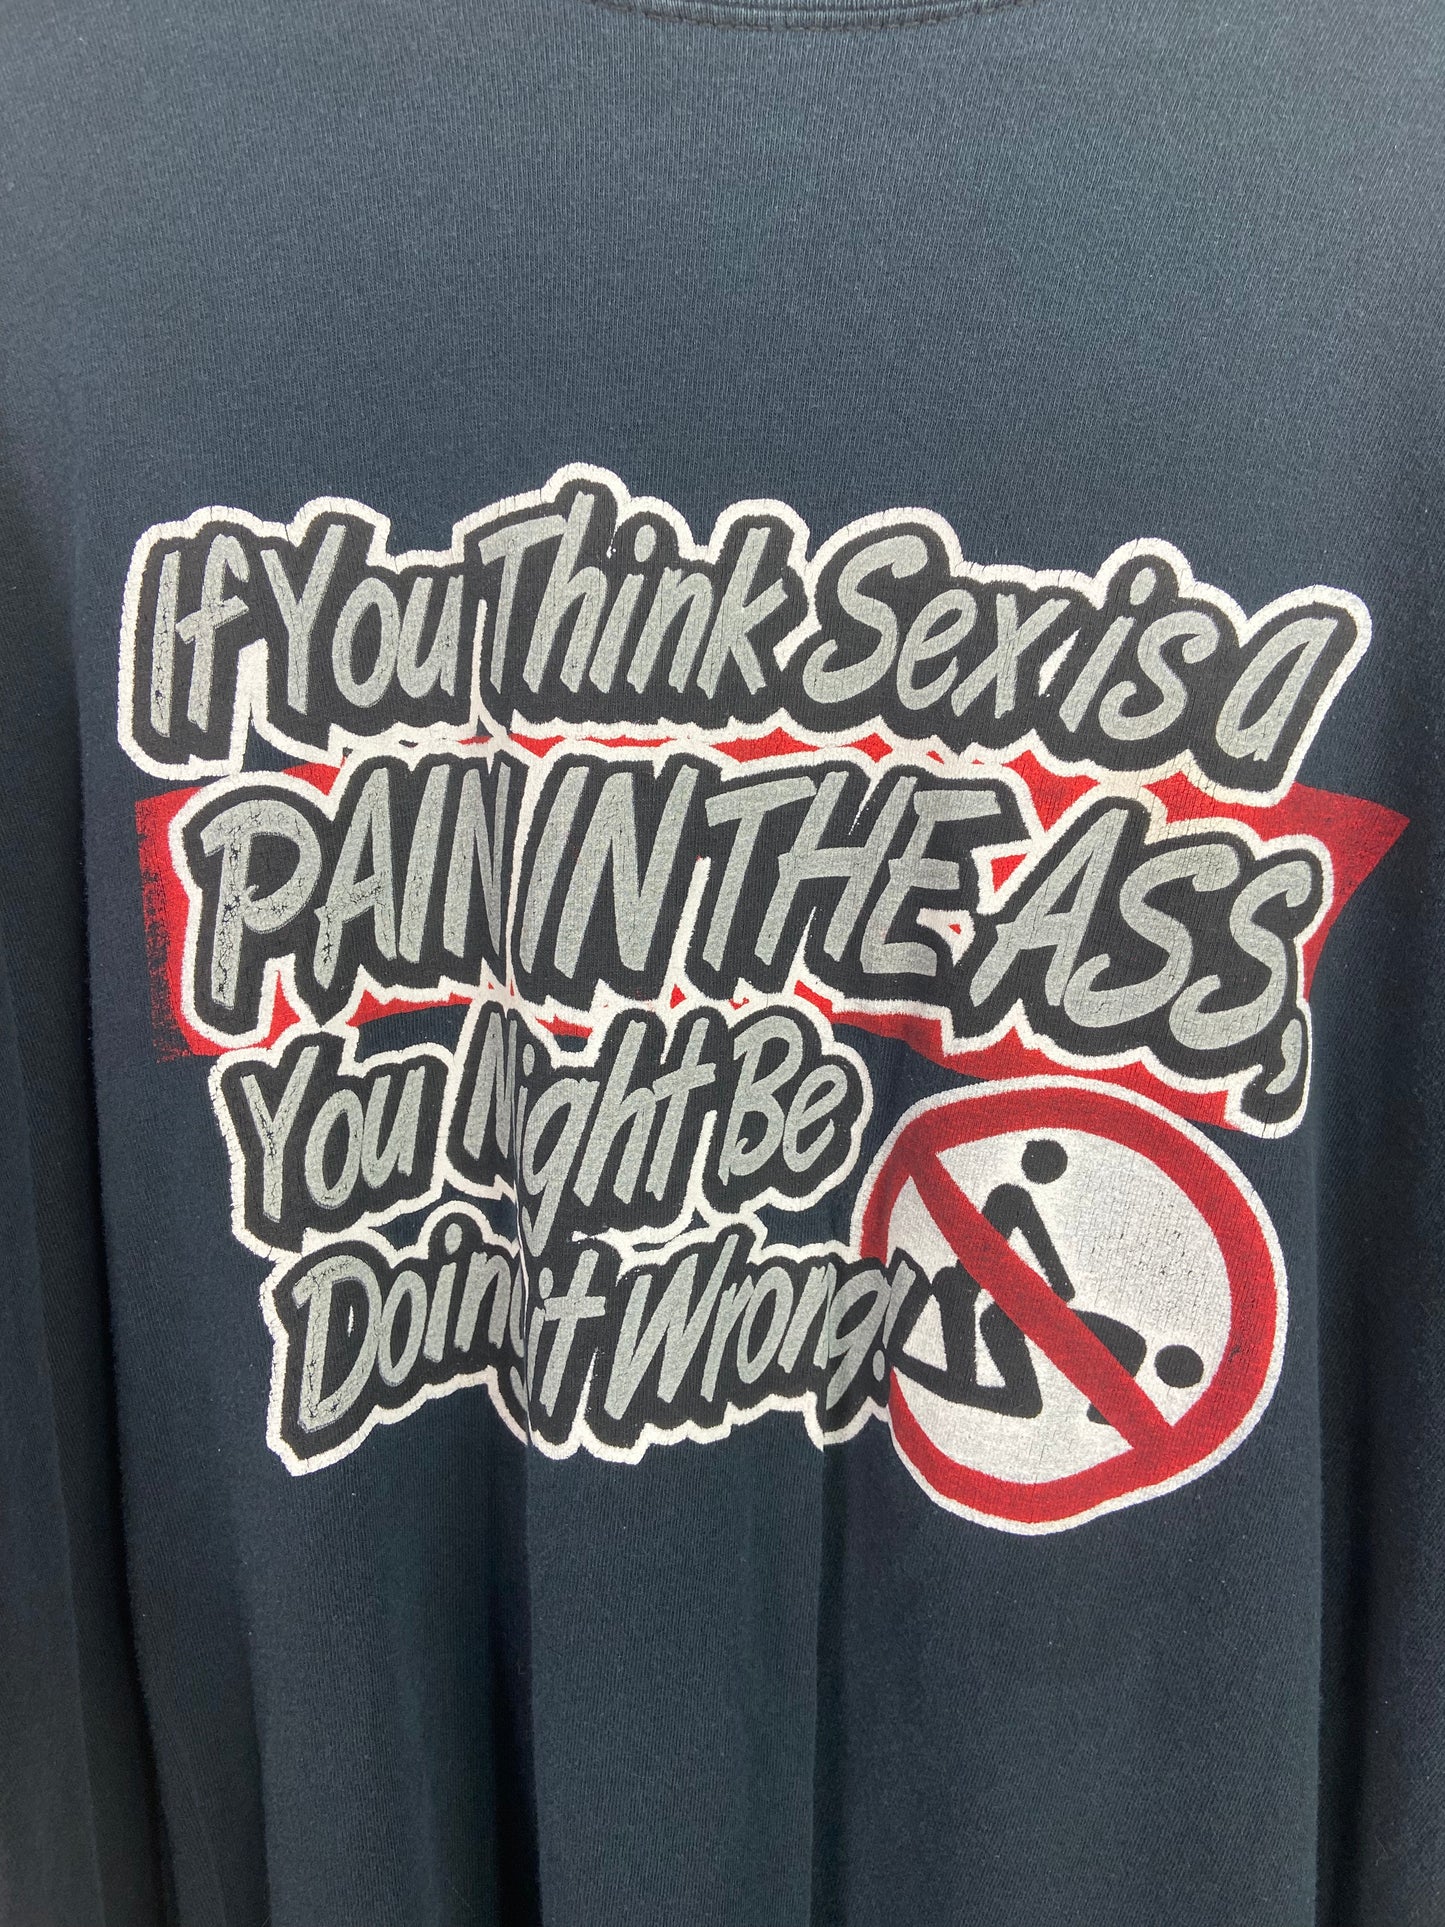 If You Think Sex is a
PAIN IN THE ASS,
You Might Be
Doing it Wrong!